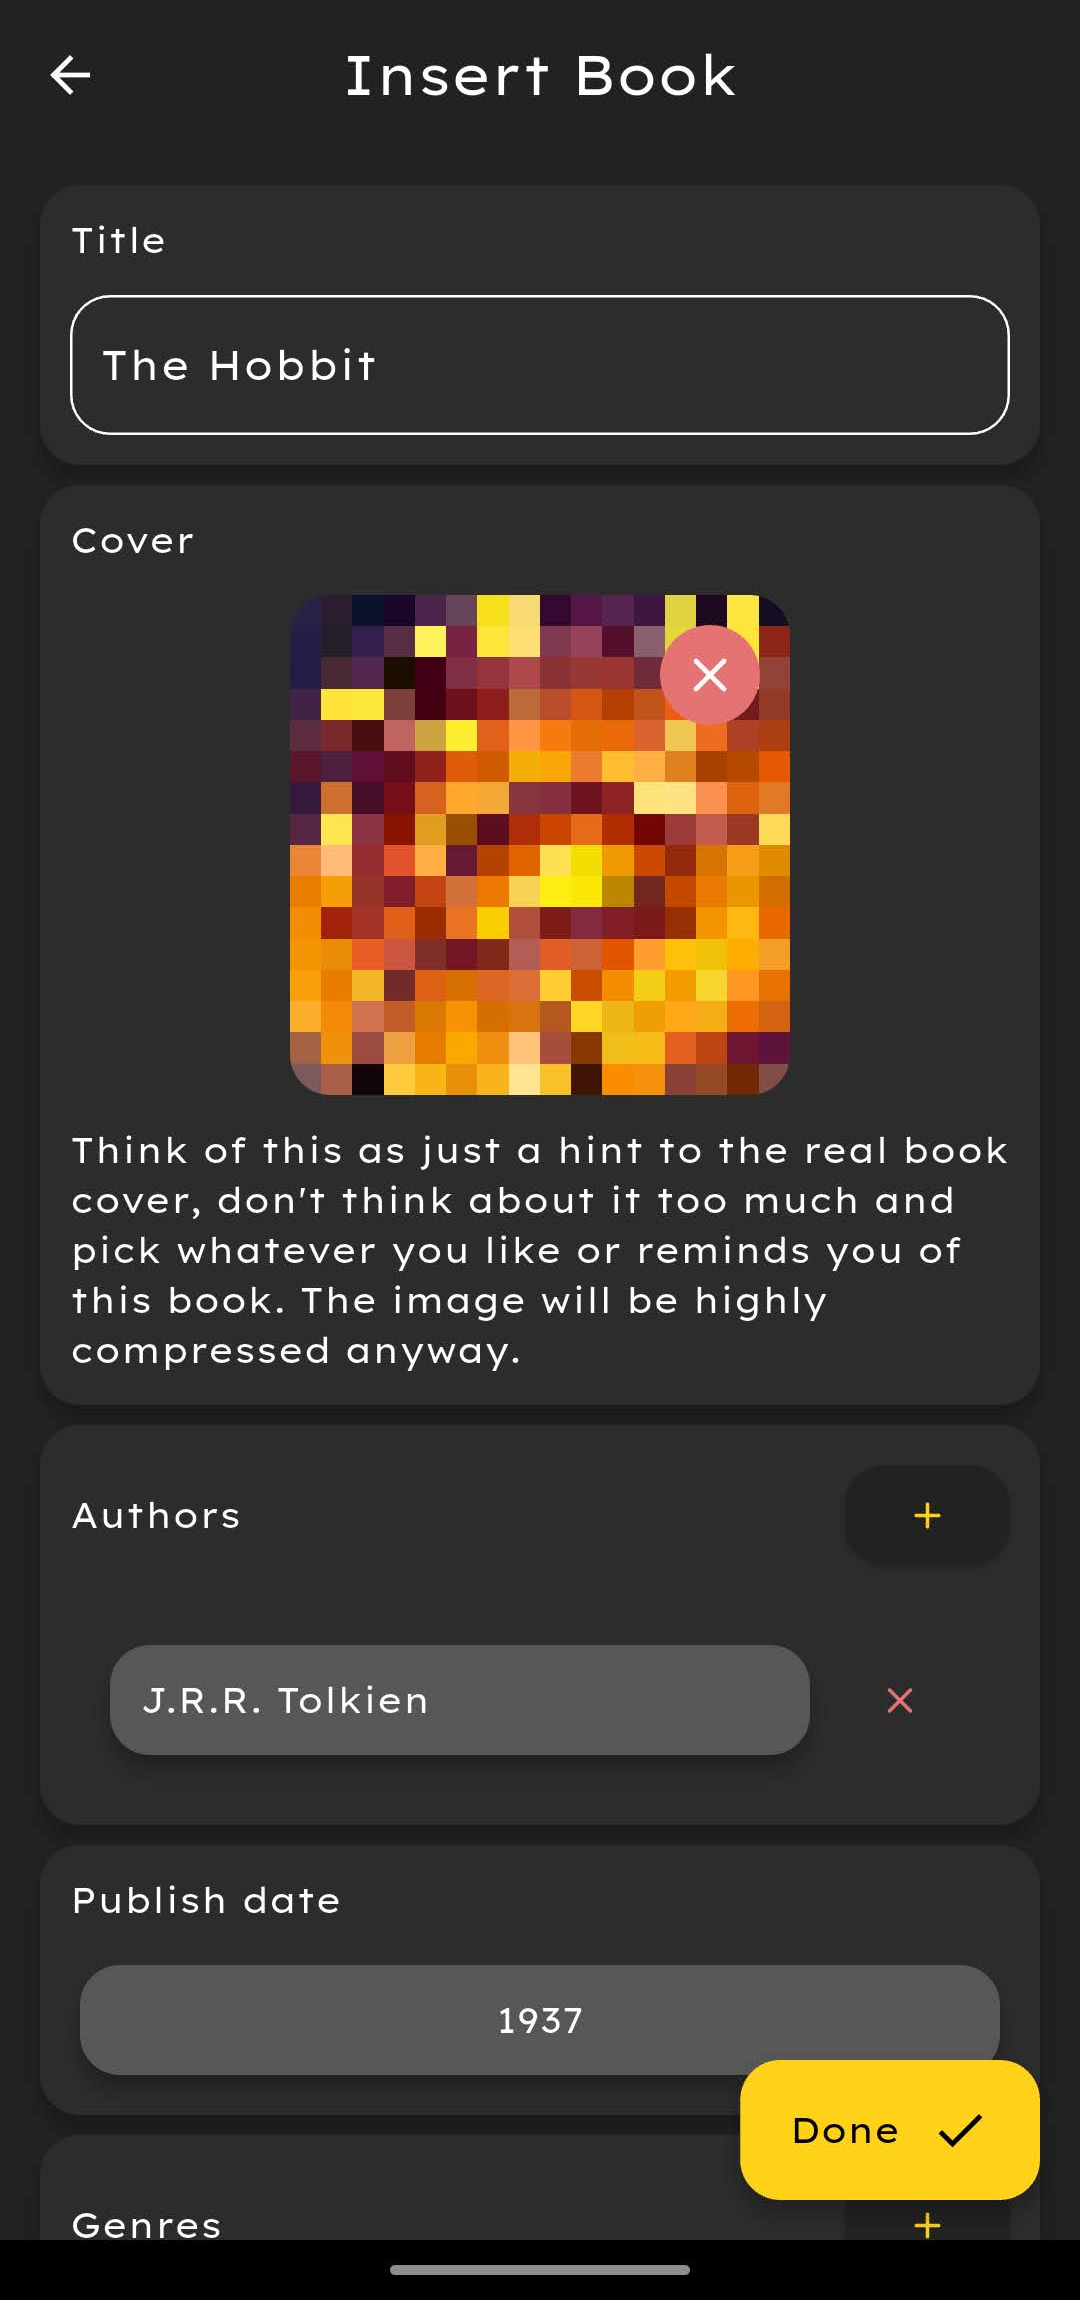 Insert Book
Title
The Hobbit
Cover
Think of this as just a hint to the real book
cover, don't think about it too much and
pick whatever you like or reminds you of
this book. The image will be highly
compressed anyway.
Authors
J.R.R. Tolkien
Publish date
1937
Done
Genres